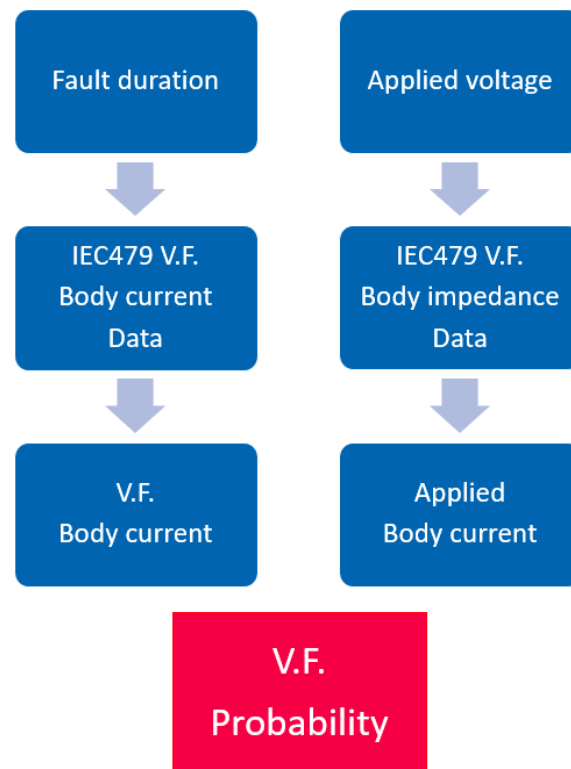 Fault duration
IEC479 V.F.
Body current
Data
V.F.
Body current
Applied voltage
IEC479 V.F.
Body impedance
Data
Applied
Body current
V.F.
Probability